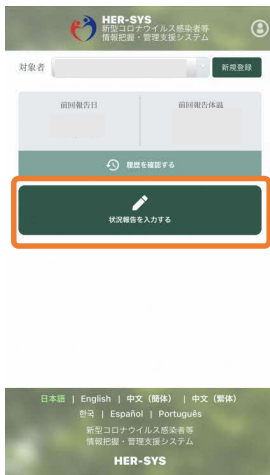 HER-SYS
新型コロナウイルス感染者等
情報把握・管理支援システム
対象者
新規登録
前回報告日 前回報告体温
履歴を確認する
状況報告を入力する
日本語 | English | 中文（簡体） | 中文（繁体）
한국 | Español | Português
新型コロナウイルス感染者等
情報把握・管理支援システム
HER-SYS